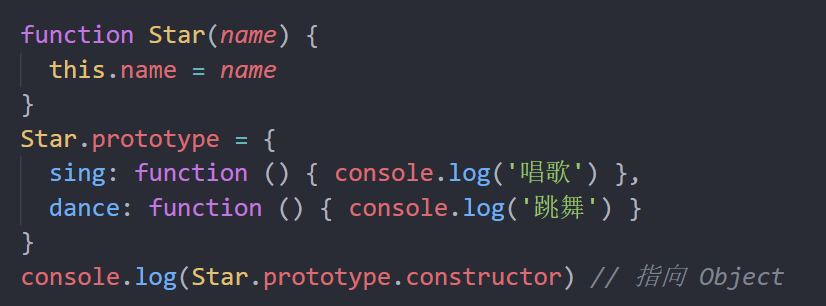 function Star(name) {
  this.name = name
}
Star.prototype = {
  sing: function () { console.log('唱歌') },
  dance: function () { console.log('跳舞') }
}
console.log(Star.prototype.constructor) // 指向 Object